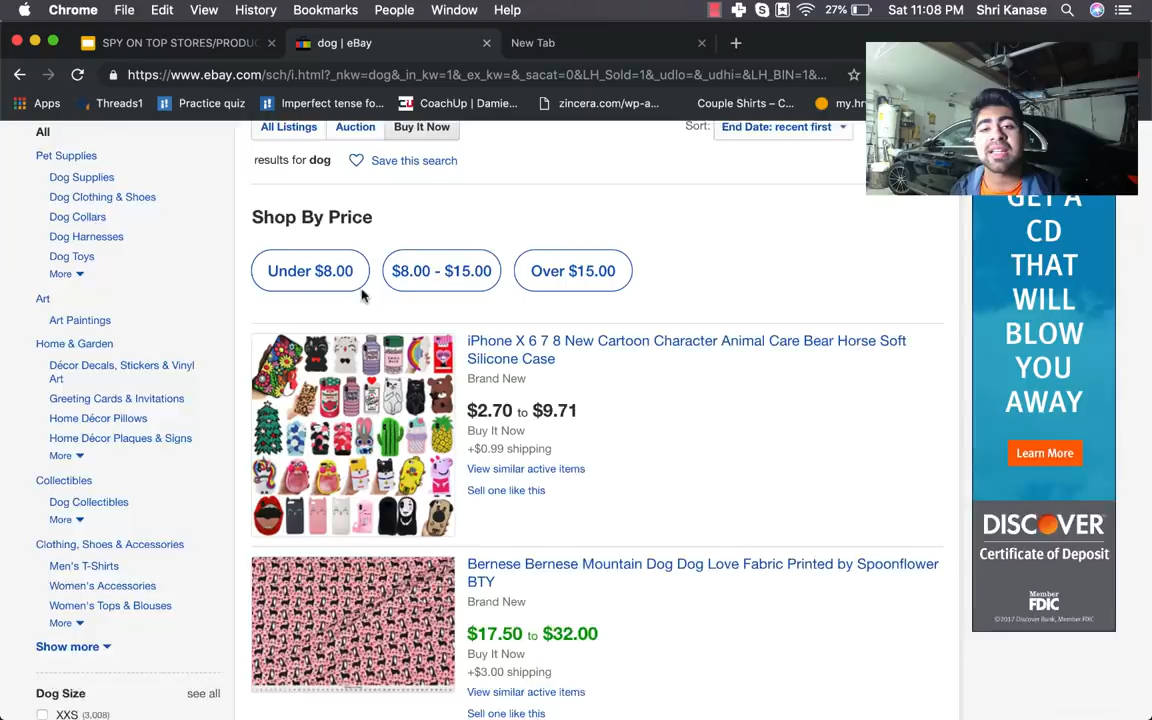 Chrome File Edit View History Bookmarks People Window Help 27% Sat 11:08 PM Shri Kanase
SPY ON TOP STORES/PRODU
dog | eBay
New Tab
https://www.ebay.com/sch/i.html?_nkw=dog&_in_kw=1&_ex_kw=&_sacat=0&LH_Sold=1&_udlo=&_udhi=&LH_BIN=1&...
Apps Threads1 Practice quiz Imperfect tense fo... CoachUp | Damie... zincera.com/wp-a... Couple Shirts – C... my.hr
All
Pet Supplies
Dog Supplies
Dog Clothing & Shoes
Dog Collars
Dog Harnesses
Dog Toys
More
Art
Art Paintings
Home & Garden
Décor Decals, Stickers & Vinyl
Art
Greeting Cards & Invitations
Home Décor Pillows
Home Décor Plaques & Signs
More
Collectibles
Dog Collectibles
More
Clothing, Shoes & Accessories
Men's T-Shirts
Women's Accessories
Women's Tops & Blouses
More
Show more
Dog Size see all
XXS (3,008)
All Listings Auction Buy It Now
Sort: End Date: recent first
results for dog Save this search
Shop By Price
Under $8.00 $8.00 - $15.00 Over $15.00
iPhone X 6 7 8 New Cartoon Character Animal Care Bear Horse Soft
Silicone Case
Brand New
$2.70 to $9.71
Buy It Now
+$0.99 shipping
View similar active items
Sell one like this
Bernese Bernese Mountain Dog Dog Love Fabric Printed by Spoonflower
BTY
Brand New
$17.50 to $32.00
Buy It Now
+$3.00 shipping
View similar active items
Sell one like this
GET A
CD
THAT
WILL
BLOW
YOU
AWAY
Learn More
DISCOVER
Certificate of Deposit
Member
FDIC
©2017 Discover Bank, Member FDIC